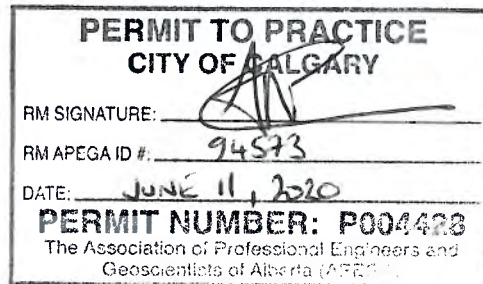 PERMIT TO PRACTICE
CITY OF CALGARY
RM SIGNATURE:
RM APEGA ID #: 94573
DATE: JUNE 11, 2020
PERMIT NUMBER: P004428
The Association of Professional Engineers and
Geoscientists of Alberta